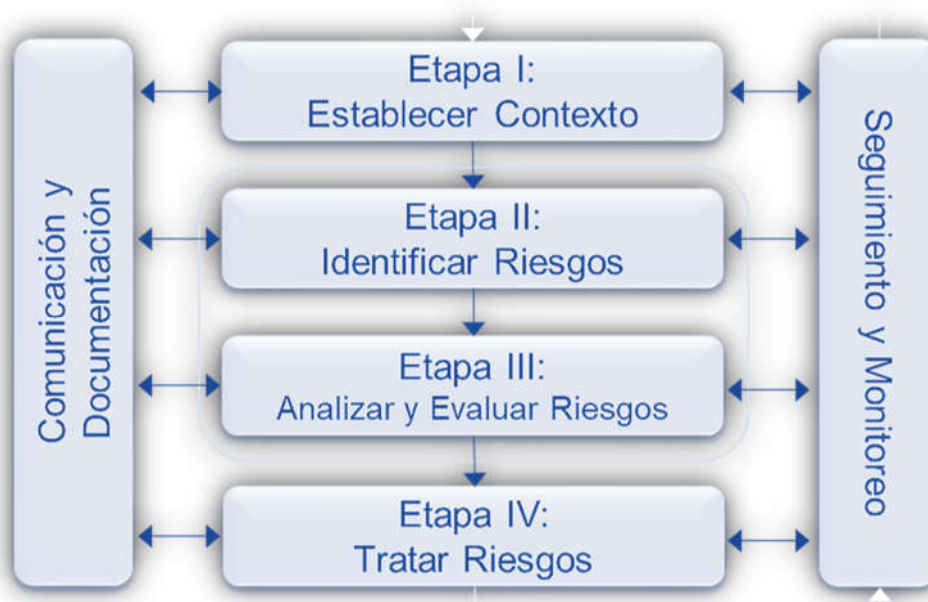 Comunicación y
Documentación
Etapa I:
Establecer Contexto
Etapa II:
Identificar Riesgos
Etapa III:
Analizar y Evaluar Riesgos
Etapa IV:
Tratar Riesgos
Seguimiento y Monitoreo